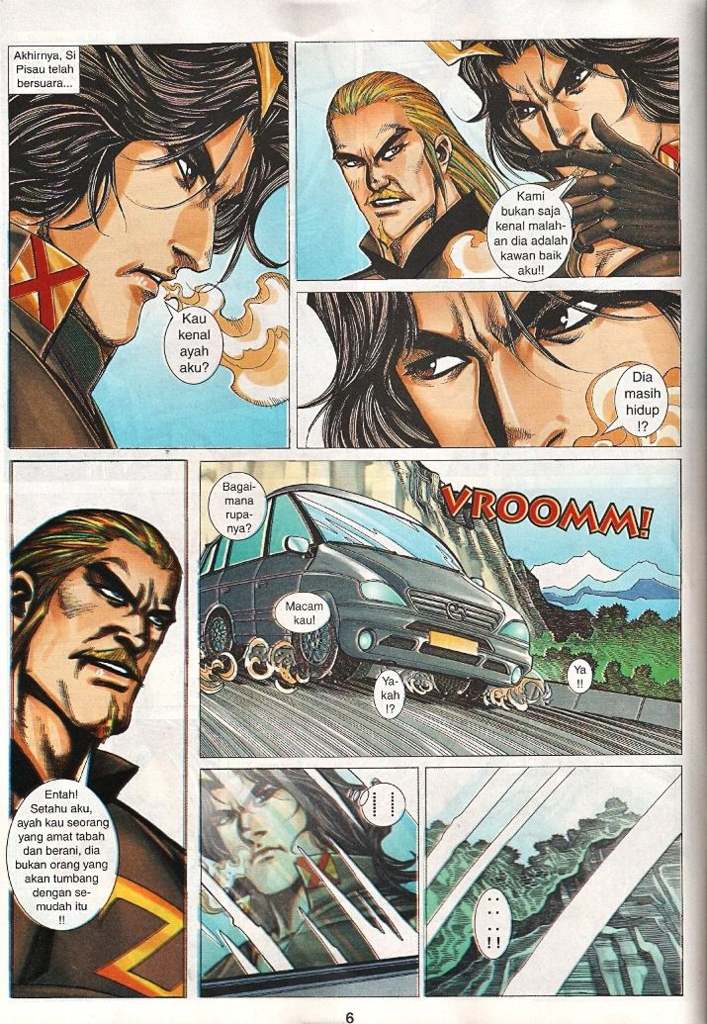 Akhirnya, Si
Pisau telah
bersuara...
Kau
kenal
ayah
aku?
Kami
bukan saja
kenal malah-
an dia adalah
kawan baik
aku!!
Dia
masih
hidup
!?
Entah!
Setahu aku,
ayah kau seorang
yang amat tabah
dan berani, dia
bukan orang yang
akan tumbang
dengan se-
mudah itu
!!
Bagai-
mana
rupa-
nya?
VROOMM!
Macam
kau!
Ya-
kah
!?
Ya
!!
Z
6